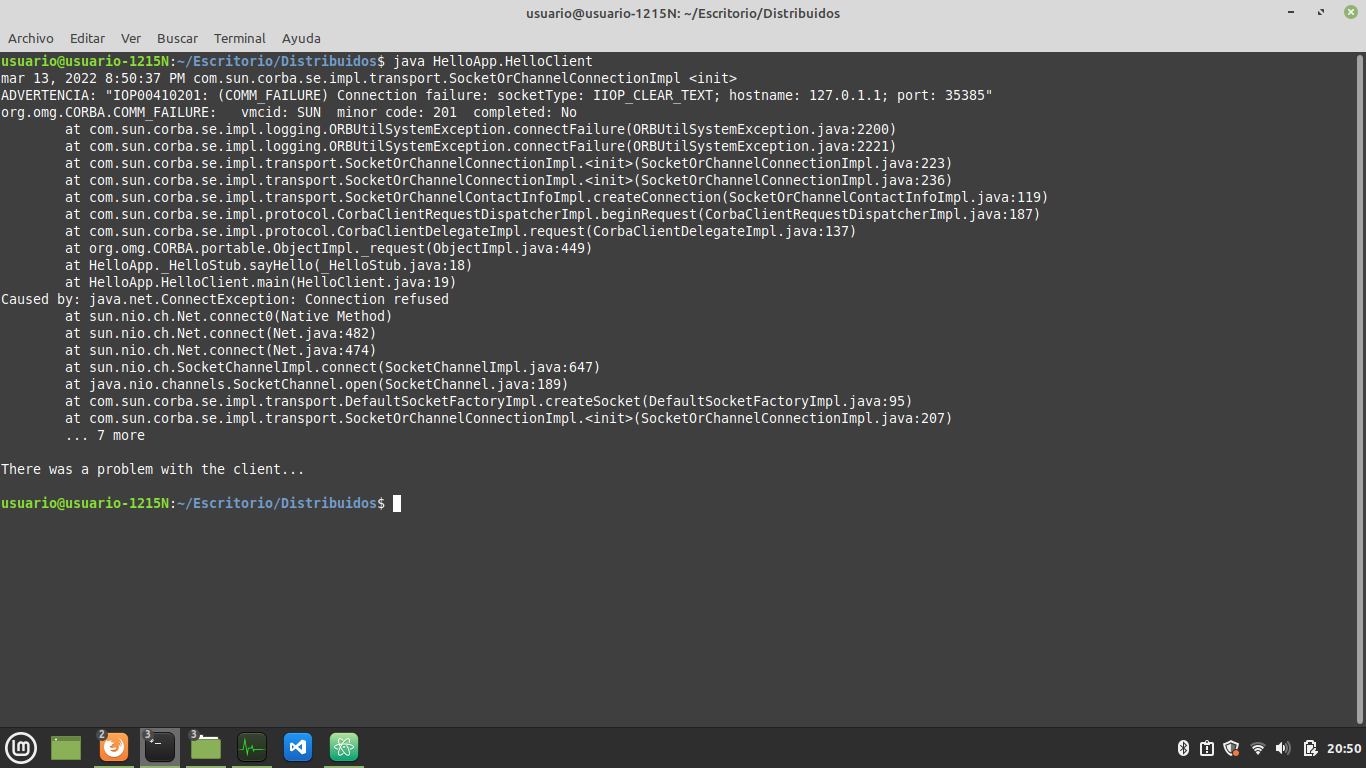 usuario@usuario-1215N: ~/Escritorio/Distribuidos
Archivo Editar Ver Buscar Terminal Ayuda
usuario@usuario-1215N:~/Escritorio/Distribuidos$ java HelloApp.HelloClient
mar 13, 2022 8:50:37 PM com.sun.corba.se.impl.transport.SocketOrChannelConnectionImpl <init>
ADVERTENCIA: "IOP00410201: (COMM_FAILURE) Connection failure: socketType: IIOP_CLEAR_TEXT; hostname: 127.0.1.1; port: 35385"
org.omg.CORBA.COMM_FAILURE:   vmcid: SUN  minor code: 201  completed: No
        at com.sun.corba.se.impl.logging.ORBUtilSystemException.connectFailure(ORBUtilSystemException.java:2200)
        at com.sun.corba.se.impl.logging.ORBUtilSystemException.connectFailure(ORBUtilSystemException.java:2221)
        at com.sun.corba.se.impl.transport.SocketOrChannelConnectionImpl.<init>(SocketOrChannelConnectionImpl.java:223)
        at com.sun.corba.se.impl.transport.SocketOrChannelConnectionImpl.<init>(SocketOrChannelConnectionImpl.java:236)
        at com.sun.corba.se.impl.transport.SocketOrChannelContactInfoImpl.createConnection(SocketOrChannelContactInfoImpl.java:119)
        at com.sun.corba.se.impl.protocol.CorbaClientRequestDispatcherImpl.beginRequest(CorbaClientRequestDispatcherImpl.java:187)
        at com.sun.corba.se.impl.protocol.CorbaClientDelegateImpl.request(CorbaClientDelegateImpl.java:137)
        at org.omg.CORBA.portable.ObjectImpl._request(ObjectImpl.java:449)
        at HelloApp._HelloStub.sayHello(_HelloStub.java:18)
        at HelloApp.HelloClient.main(HelloClient.java:19)
Caused by: java.net.ConnectException: Connection refused
        at sun.nio.ch.Net.connect0(Native Method)
        at sun.nio.ch.Net.connect(Net.java:482)
        at sun.nio.ch.Net.connect(Net.java:474)
        at sun.nio.ch.SocketChannelImpl.connect(SocketChannelImpl.java:647)
        at java.nio.channels.SocketChannel.open(SocketChannel.java:189)
        at com.sun.corba.se.impl.transport.DefaultSocketFactoryImpl.createSocket(DefaultSocketFactoryImpl.java:95)
        at com.sun.corba.se.impl.transport.SocketOrChannelConnectionImpl.<init>(SocketOrChannelConnectionImpl.java:207)
        ... 7 more
There was a problem with the client...
usuario@usuario-1215N:~/Escritorio/Distribuidos$
2 3 3 20:50